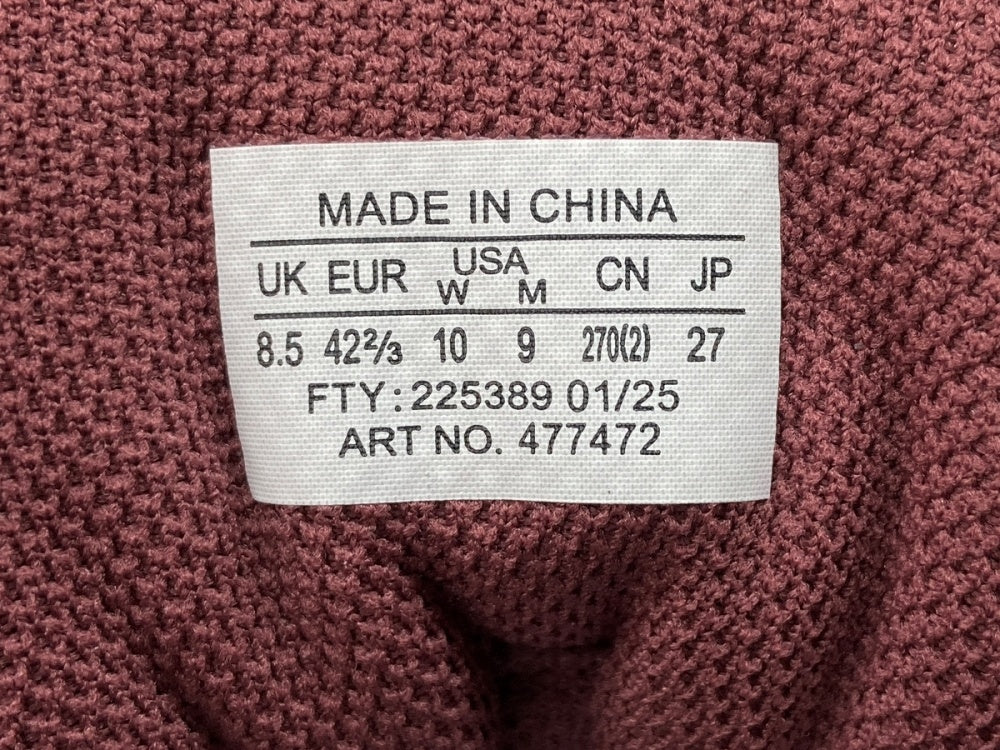 MADE IN CHINA
UK EUR USA W M CN JP
8.5 42⅔ 10 9 270(2) 27
FTY: 225389 01/25
ART NO. 477472